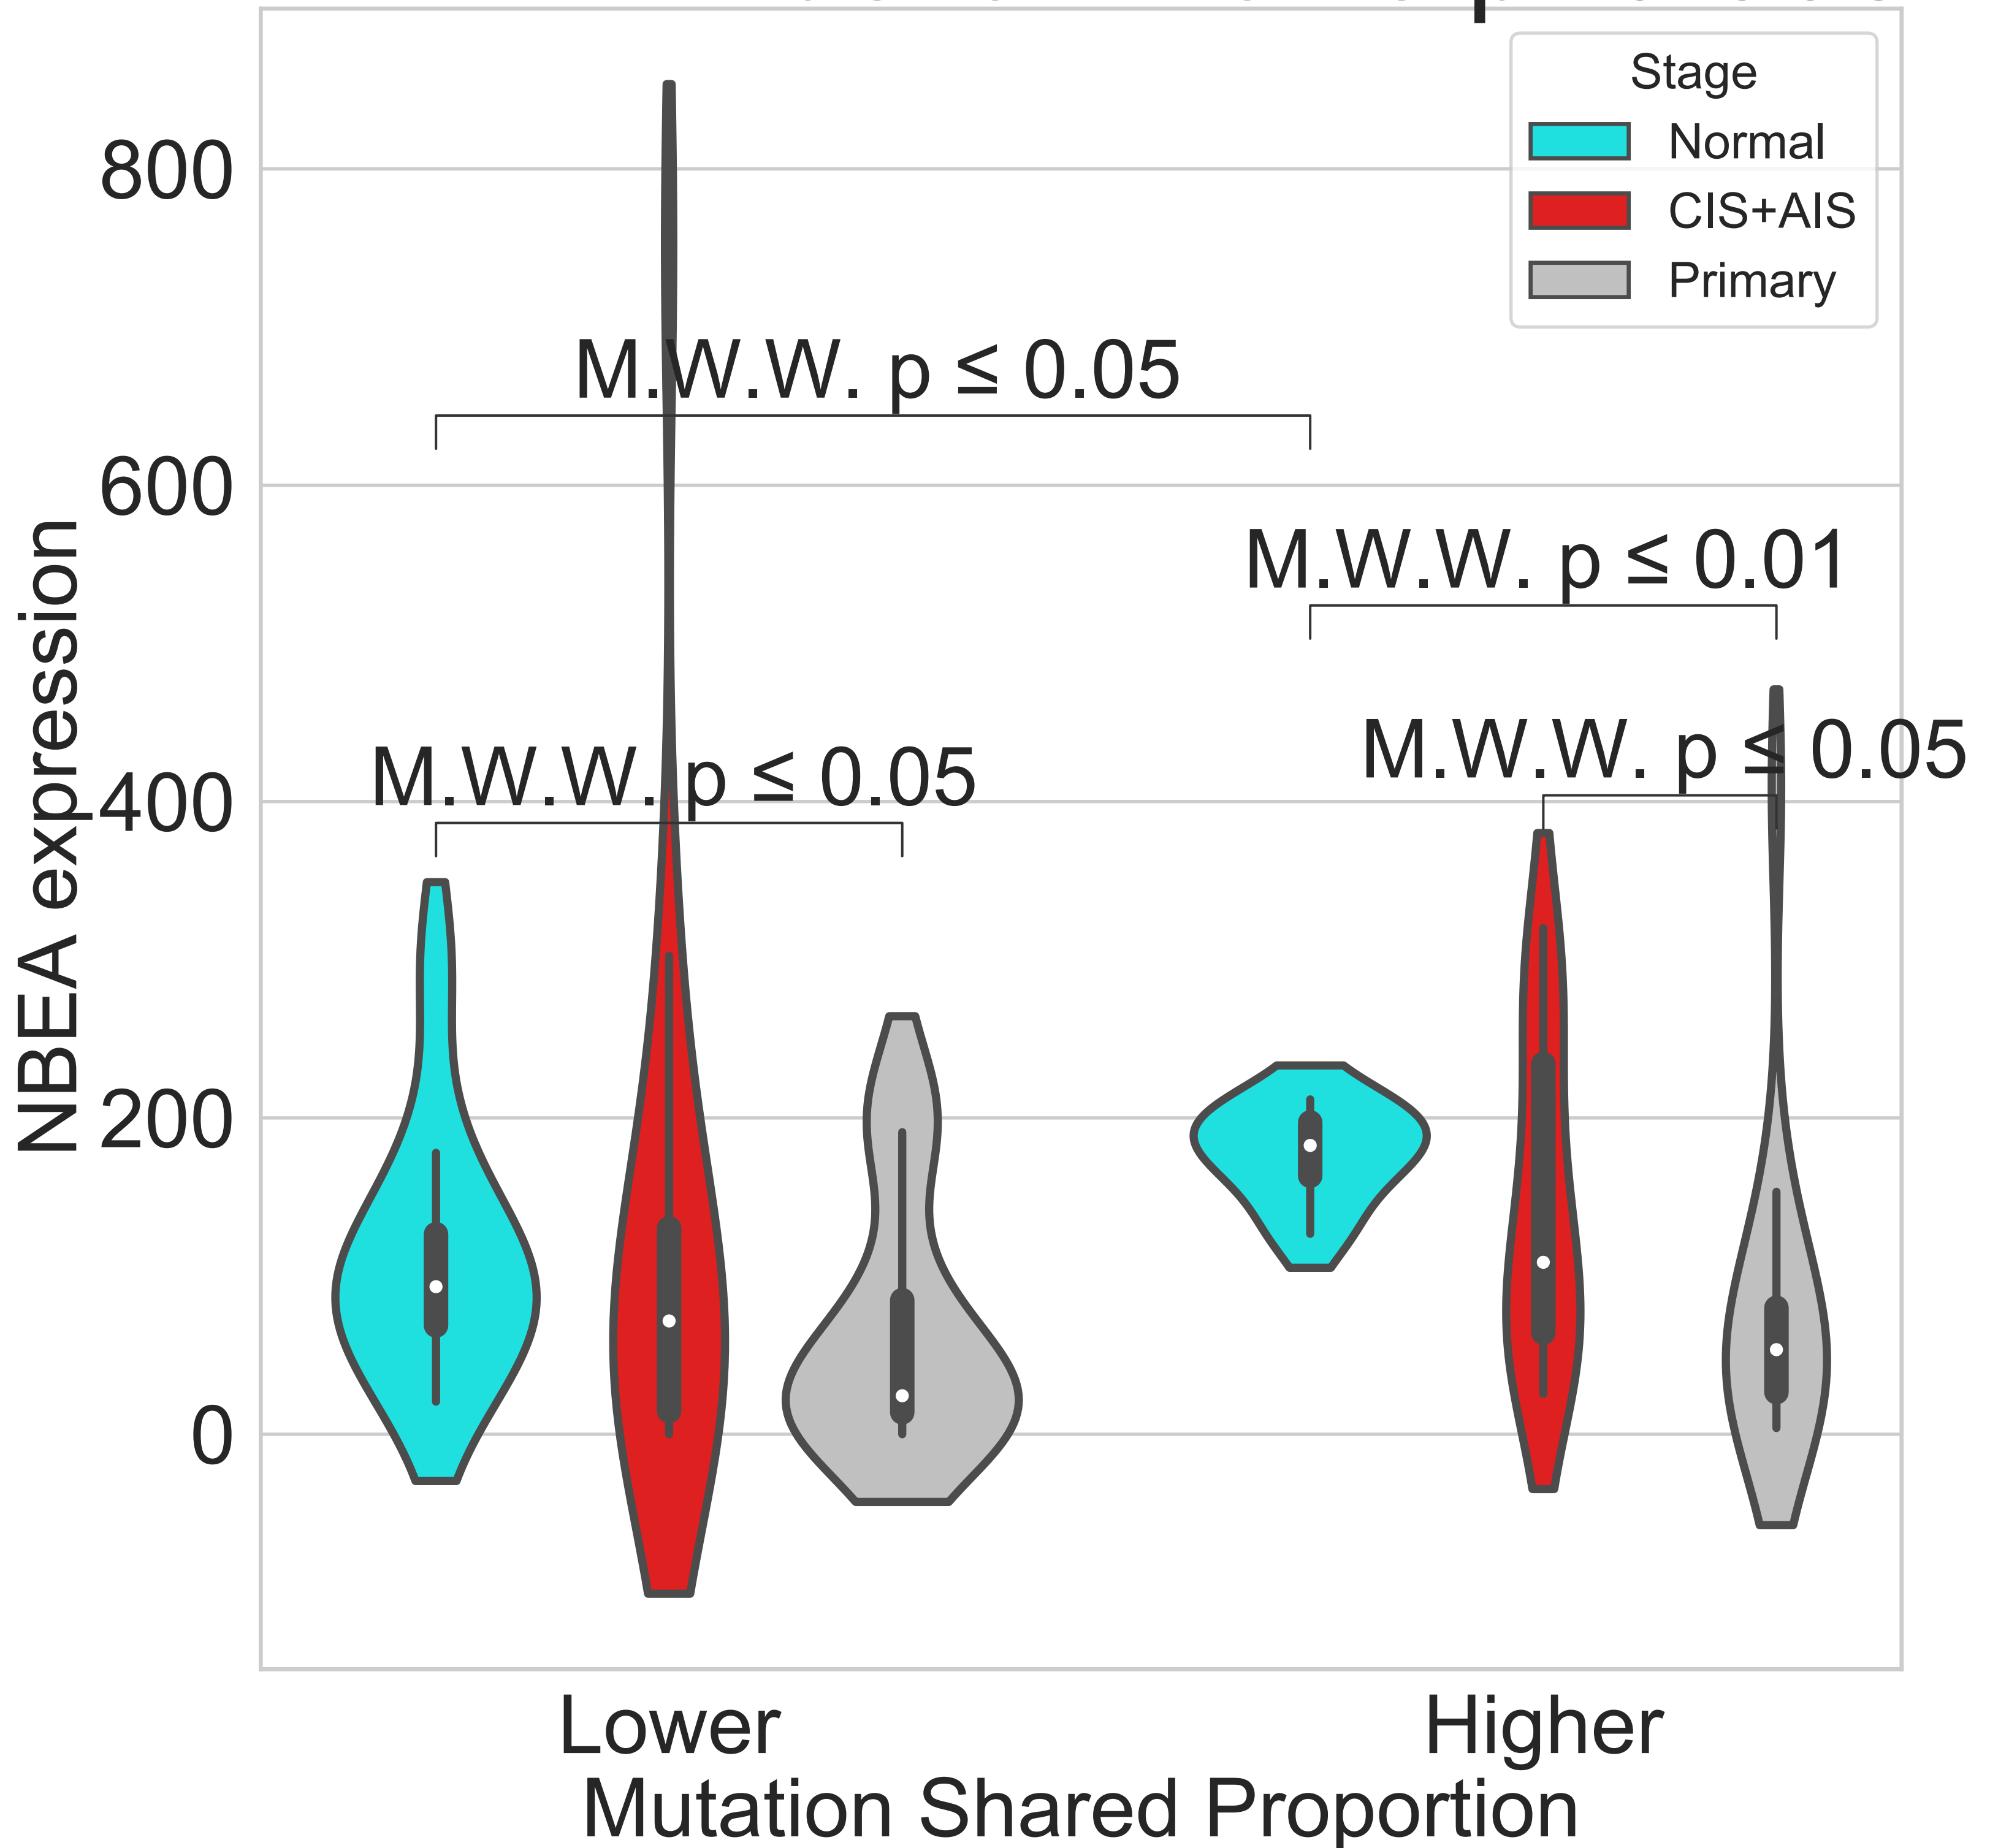 Stage
Normal
CIS+AIS
Primary
800
600
400
200
0
NBEA expression
M.W.W. p ≤ 0.05
M.W.W. p ≤ 0.01
M.W.W. p ≤ 0.05
M.W.W. p ≤ 0.05
Lower
Higher
Mutation Shared Proportion